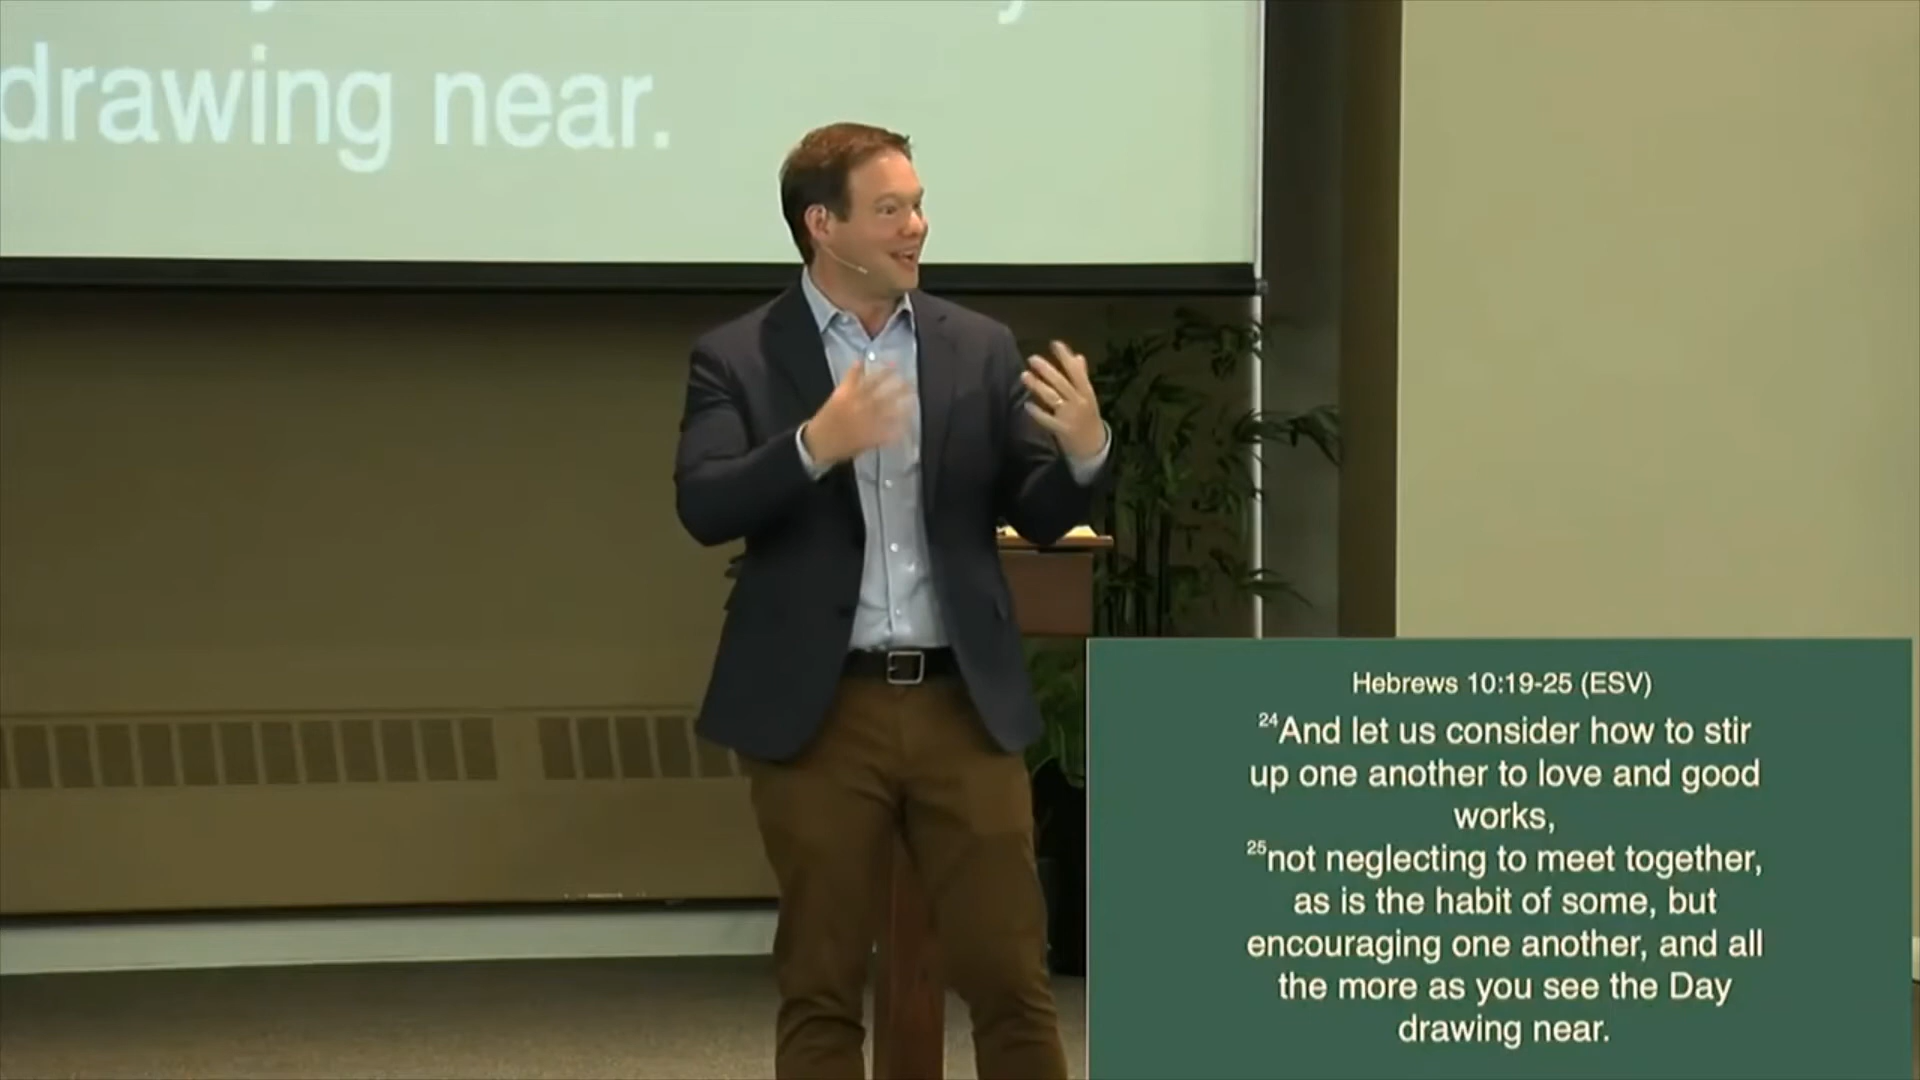 drawing near.
Hebrews 10:19-25 (ESV)
24And let us consider how to stir
up one another to love and good
works,
25not neglecting to meet together,
as is the habit of some, but
encouraging one another, and all
the more as you see the Day
drawing near.